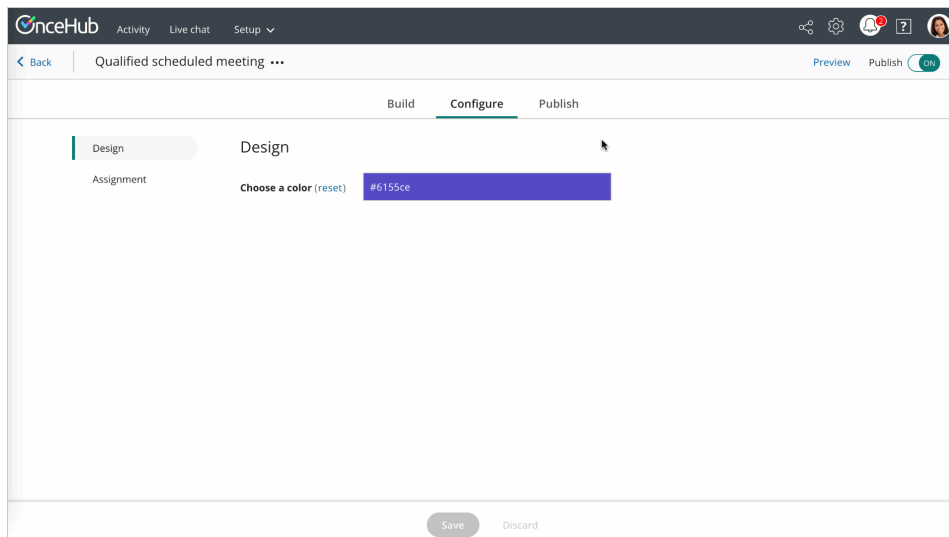 OnceHub Activity Live chat Setup 2 ?
Back Qualified scheduled meeting ••• Preview Publish ON
Build Configure Publish
Design
Assignment
Design
Choose a color (reset) #6155ce
Save Discard